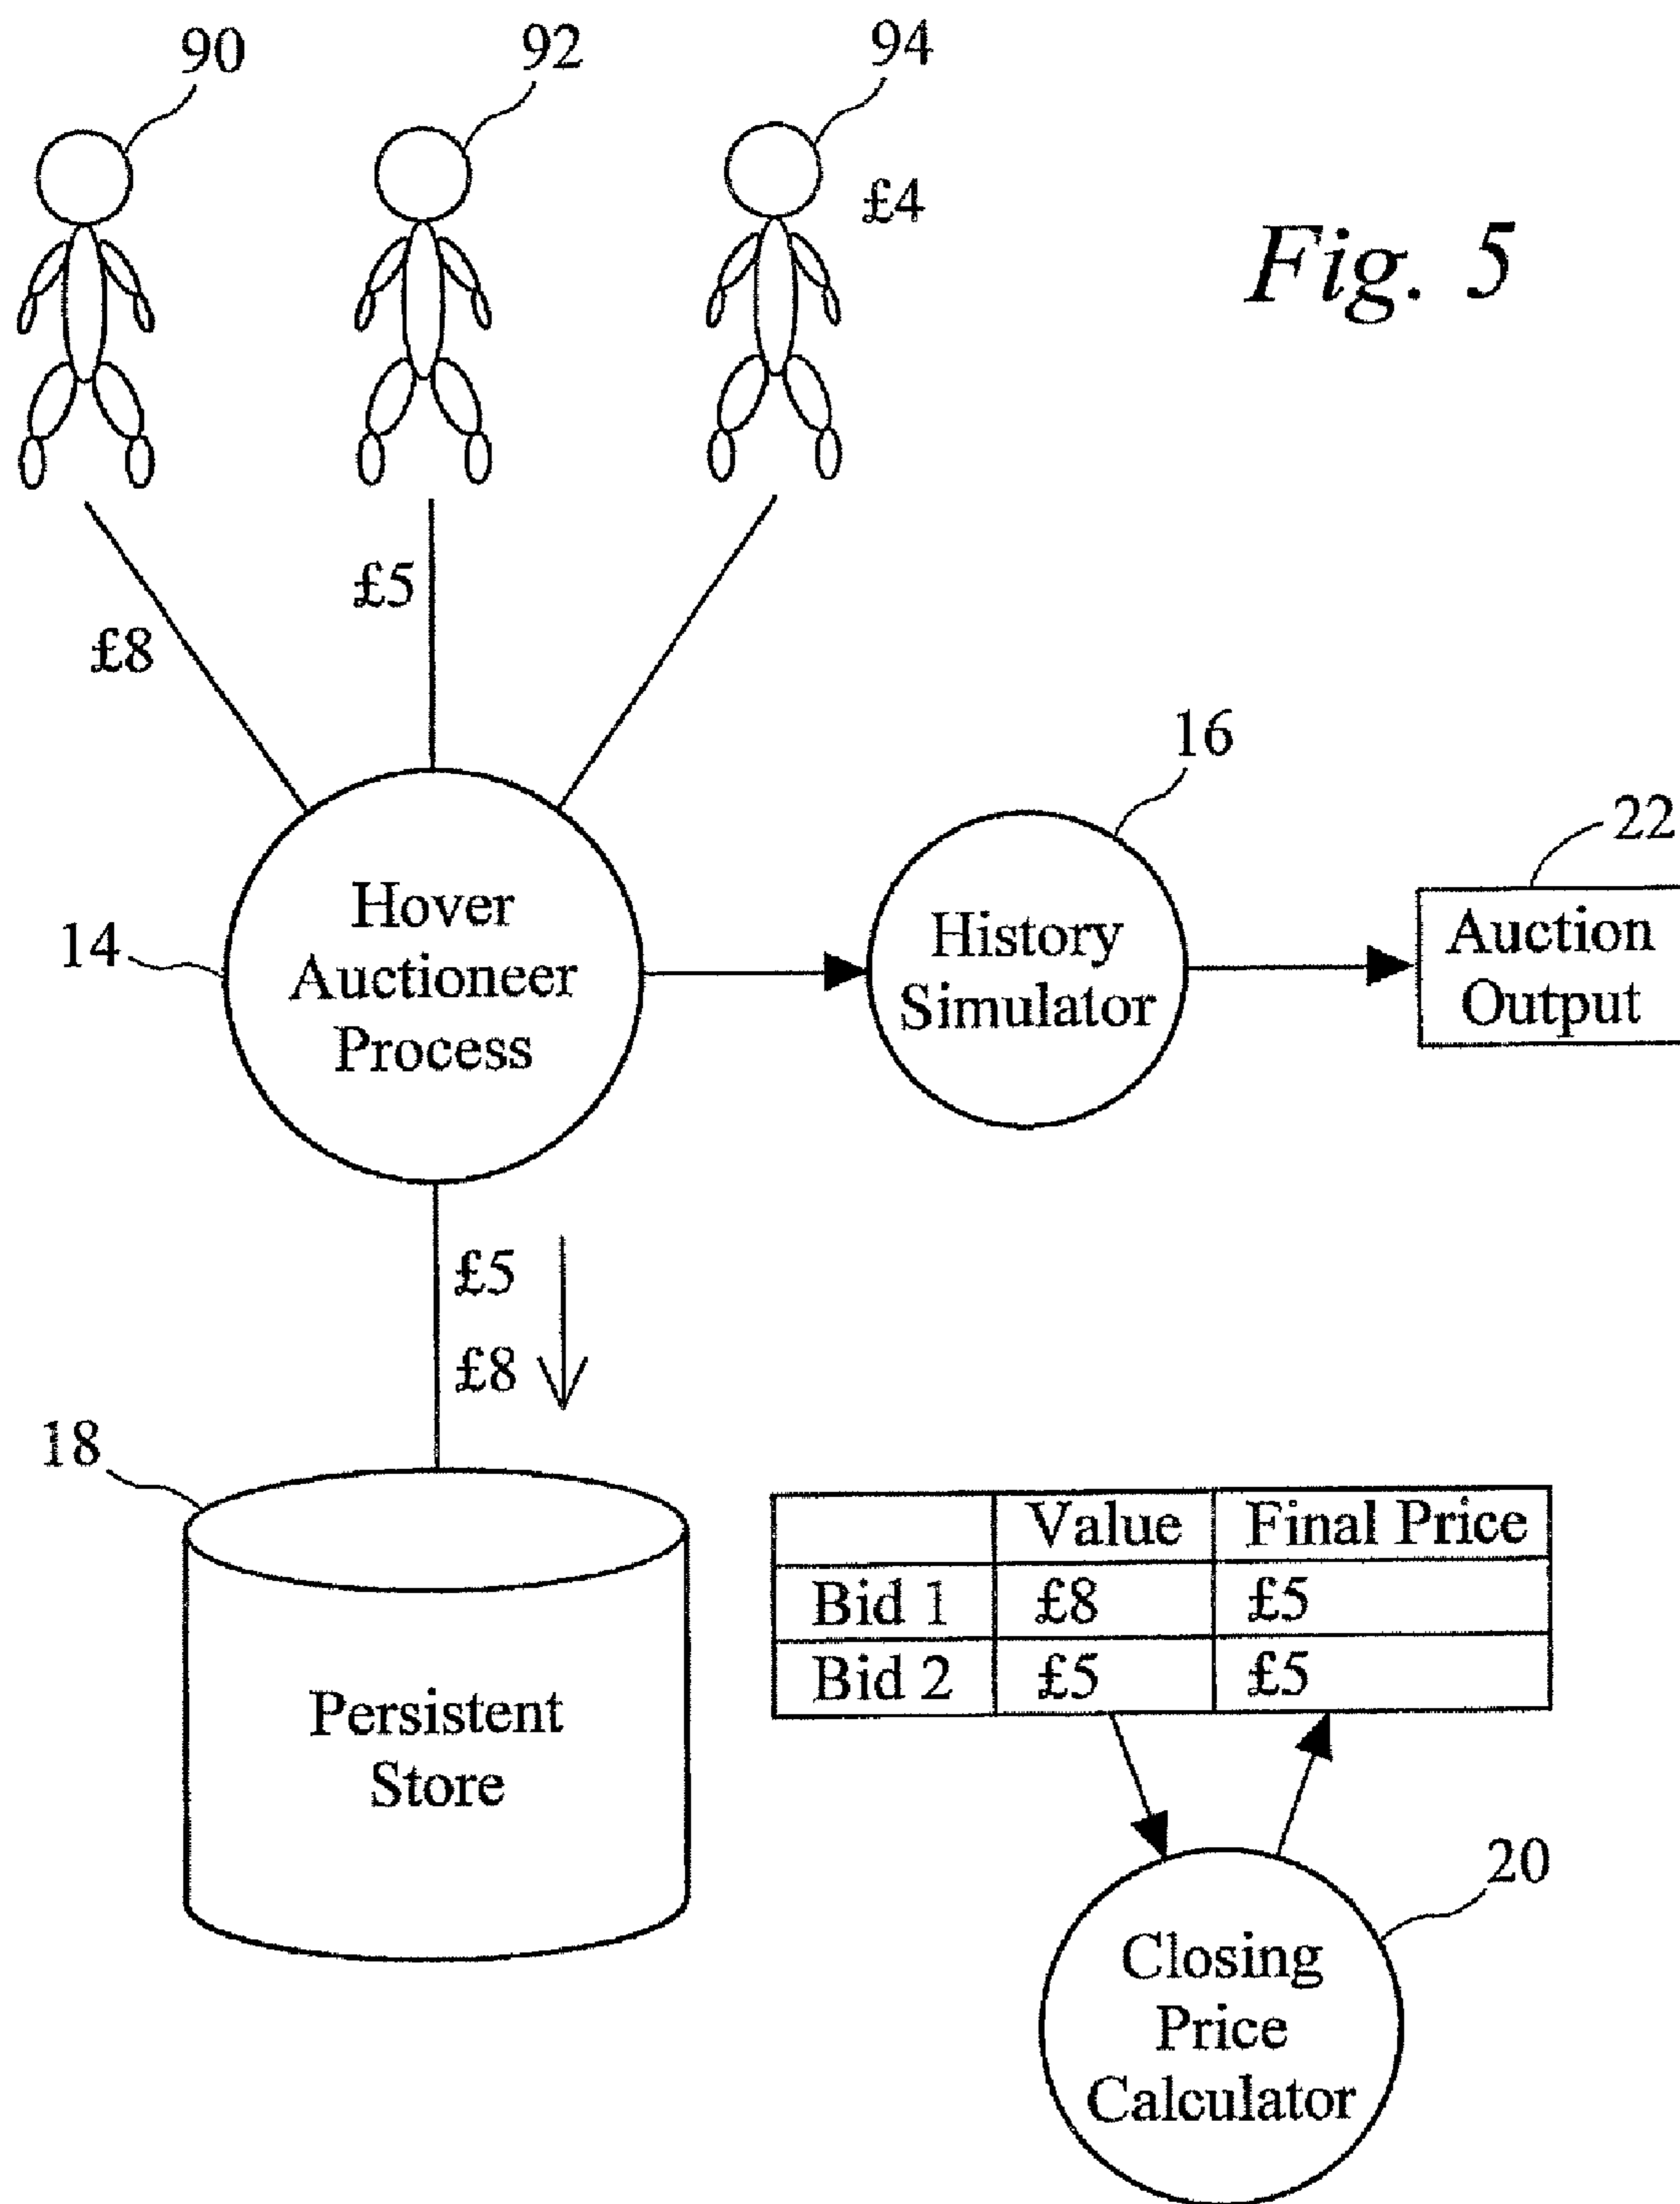 90
92
94
£4
Fig. 5
£5
£8
16
22
Hover
Auctioneer
Process
14
History
Simulator
Auction
Output
£5
£8
18
Persistent
Store
Value Final Price
Bid 1 £8 £5
Bid 2 £5 £5
20
Closing
Price
Calculator